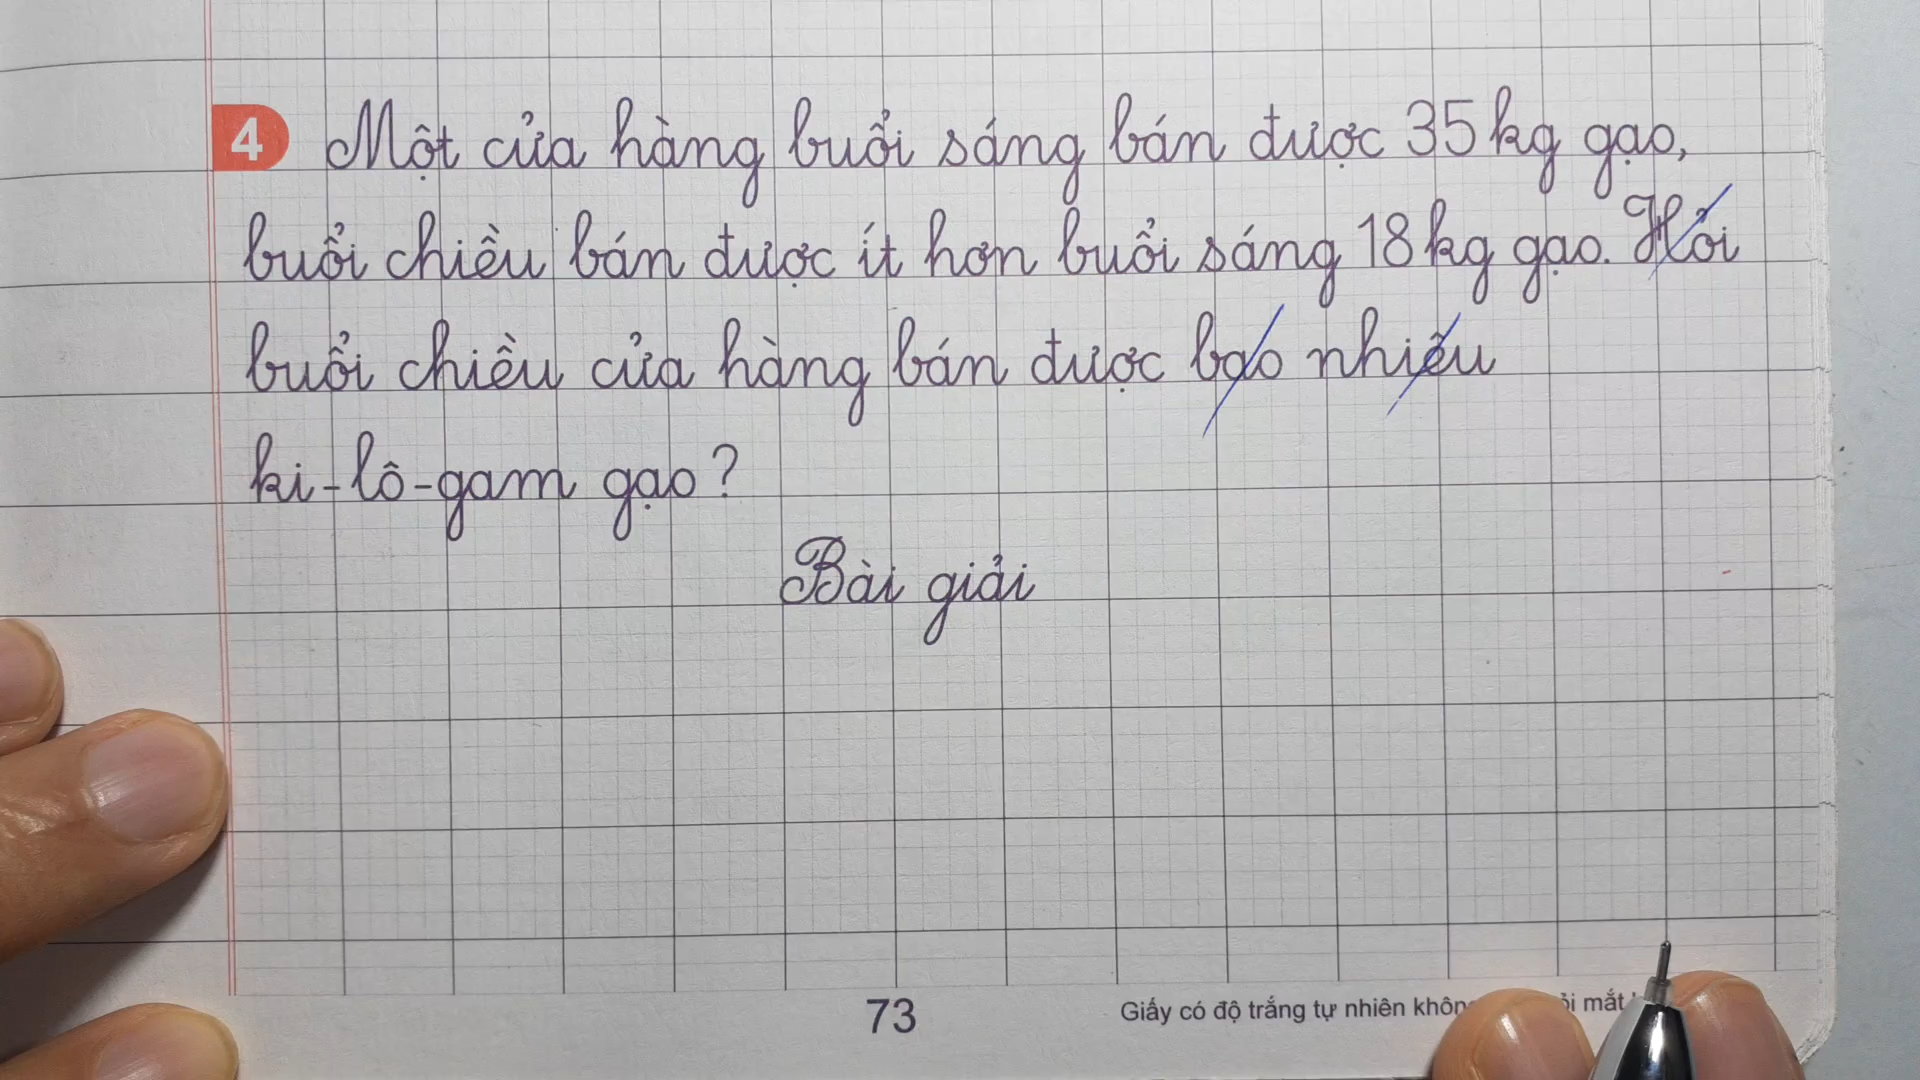 4 Một cửa hàng buổi sáng bán được 35 kg gạo,
buổi chiều bán được ít hơn buổi sáng 18 kg gạo. Hỏi
buổi chiều cửa hàng bán được bao nhiêu
ki-lô-gam gạo?
Bài giải
73
Giấy có độ trắng tự nhiên mắt